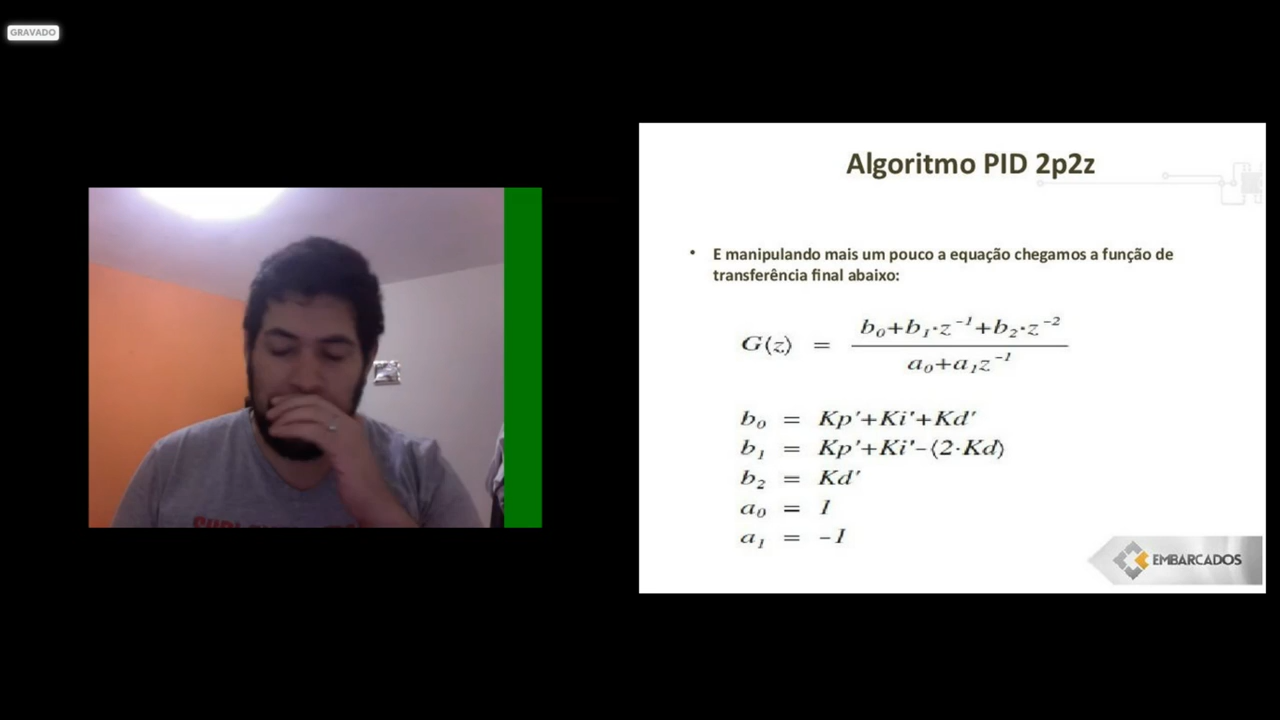 GRAVADO
Algoritmo PID 2p2z
• E manipulando mais um pouco a equação chegamos a função de
transferência final abaixo:
G(z) = (b₀+b₁·z⁻¹+b₂·z⁻²)/(a₀+a₁z⁻¹)
b₀ = Kp′+Ki′+Kd′
b₁ = Kp′+Ki′−(2·Kd)
b₂ = Kd′
a₀ = 1
a₁ = −1
EMBARCADOS